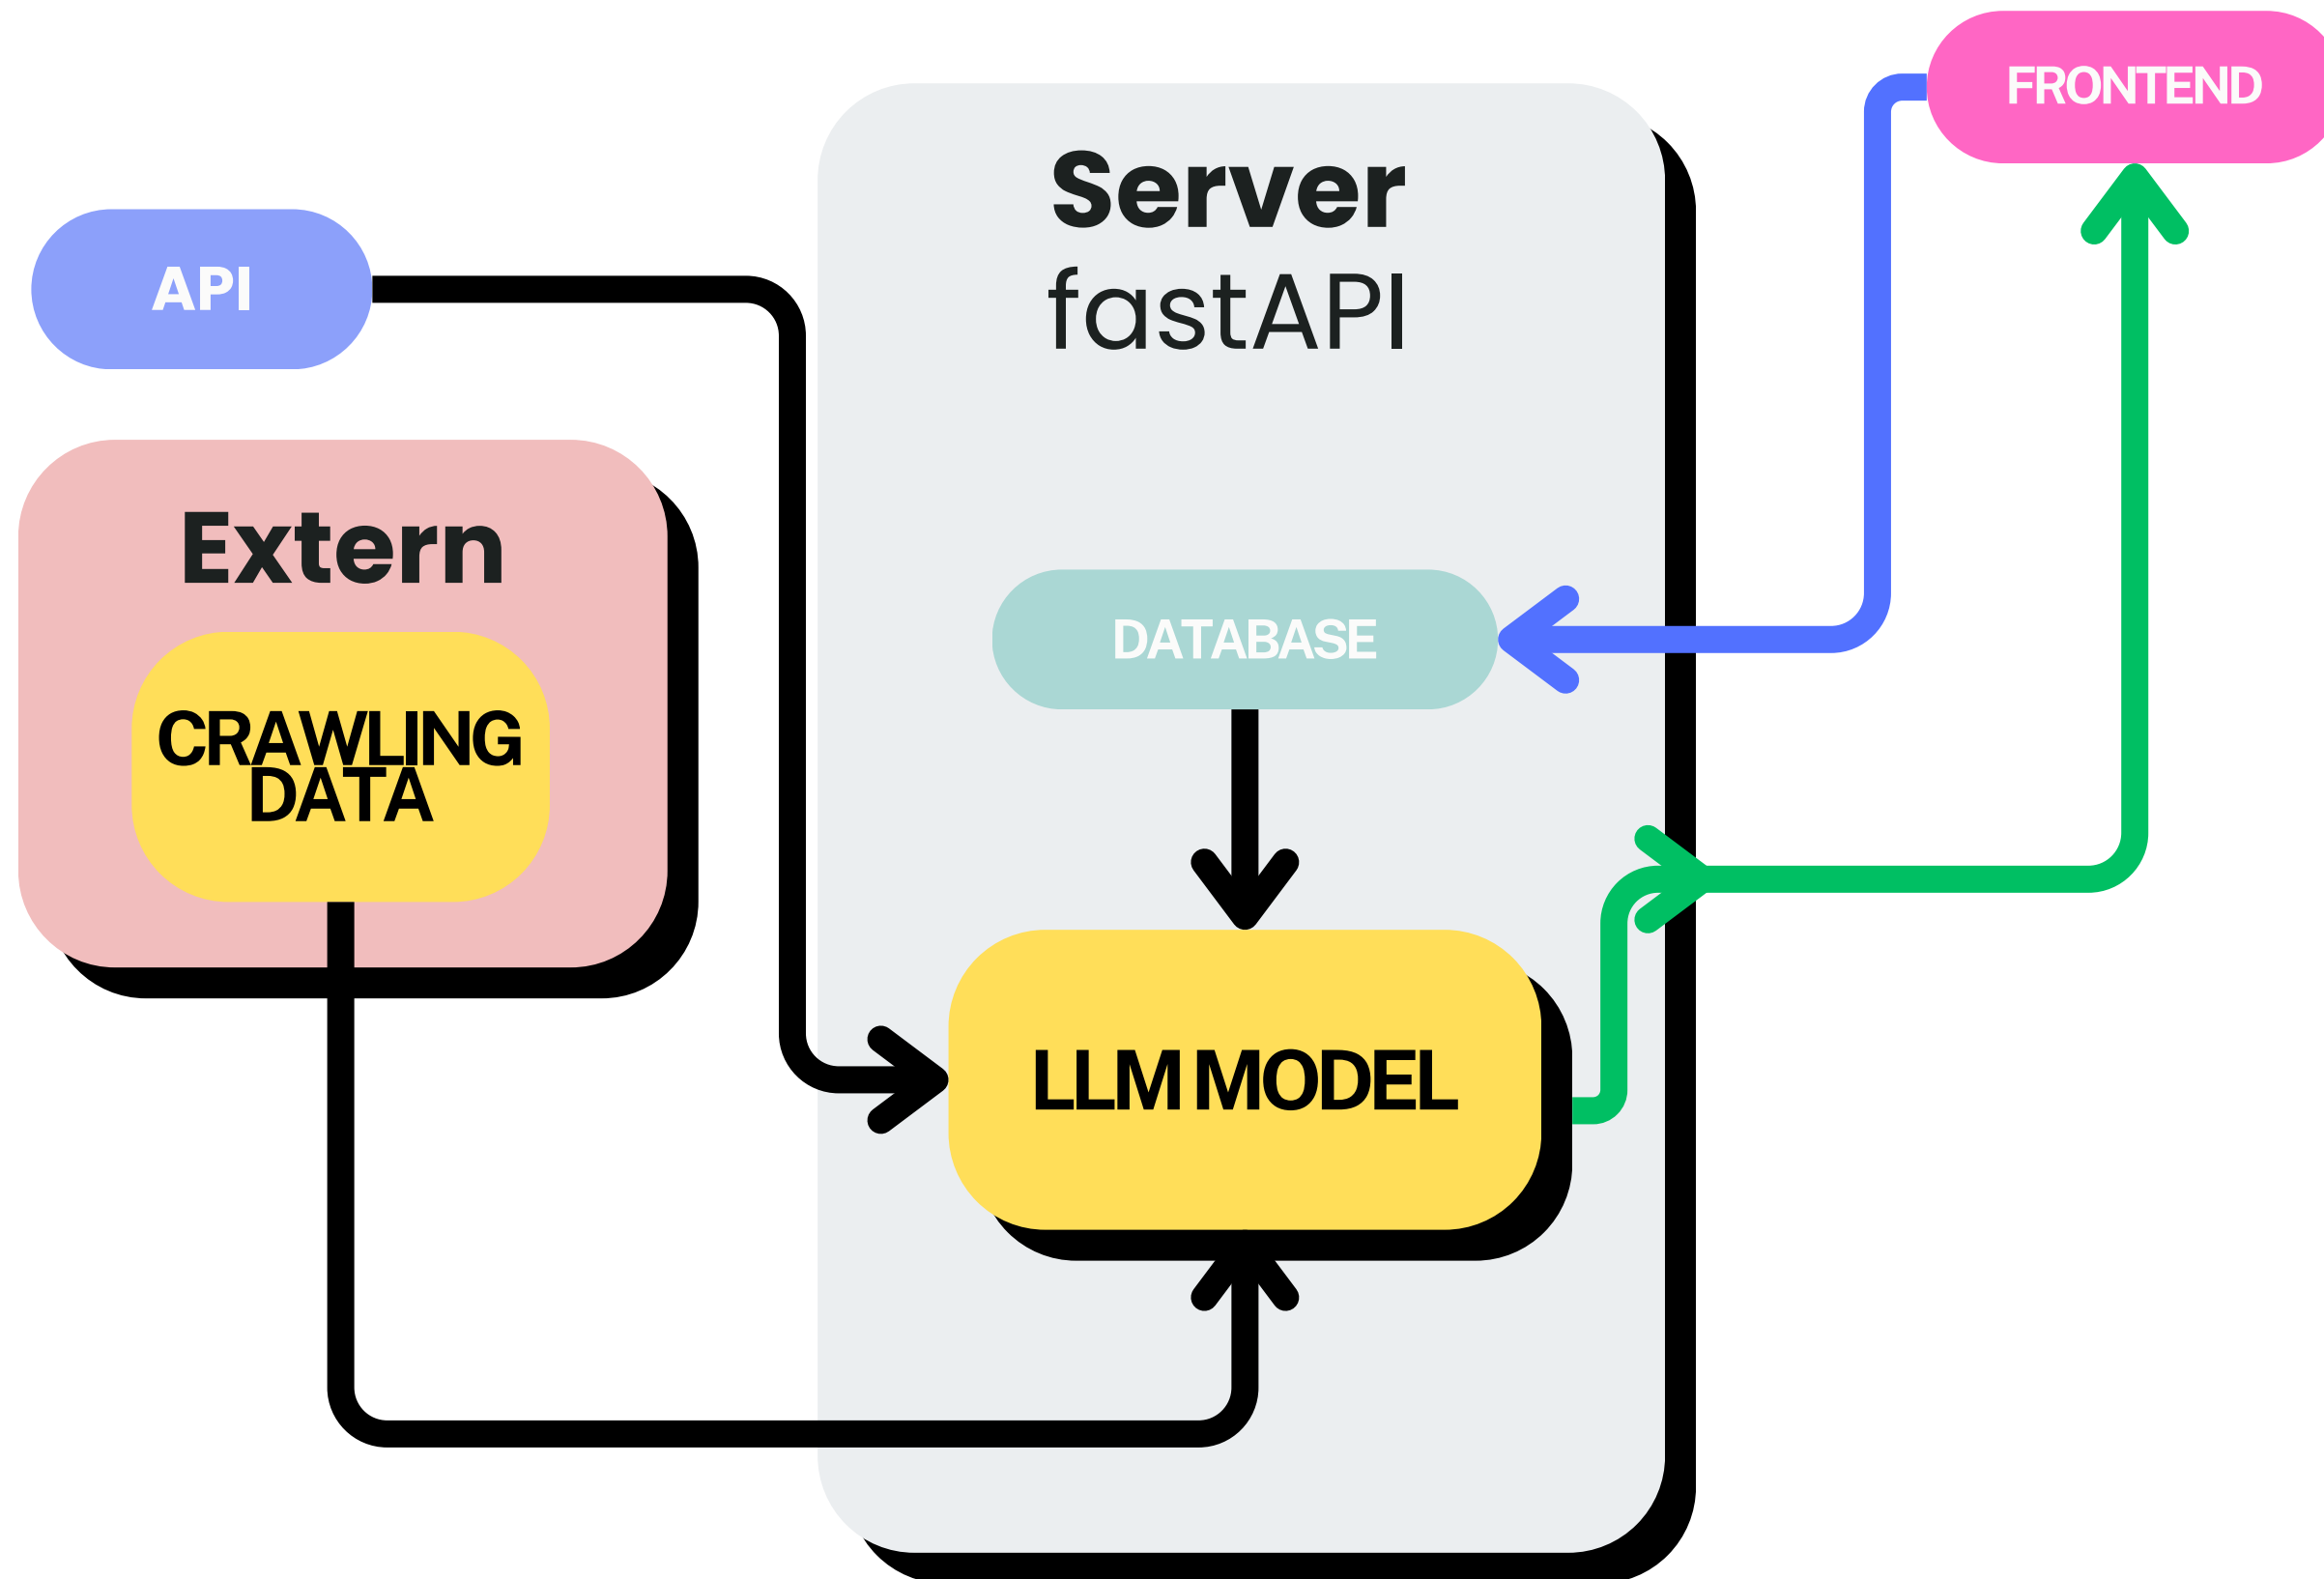 FRONTEND
Server
fastAPI
API
Extern
CRAWLING
DATA
DATABASE
LLM MODEL